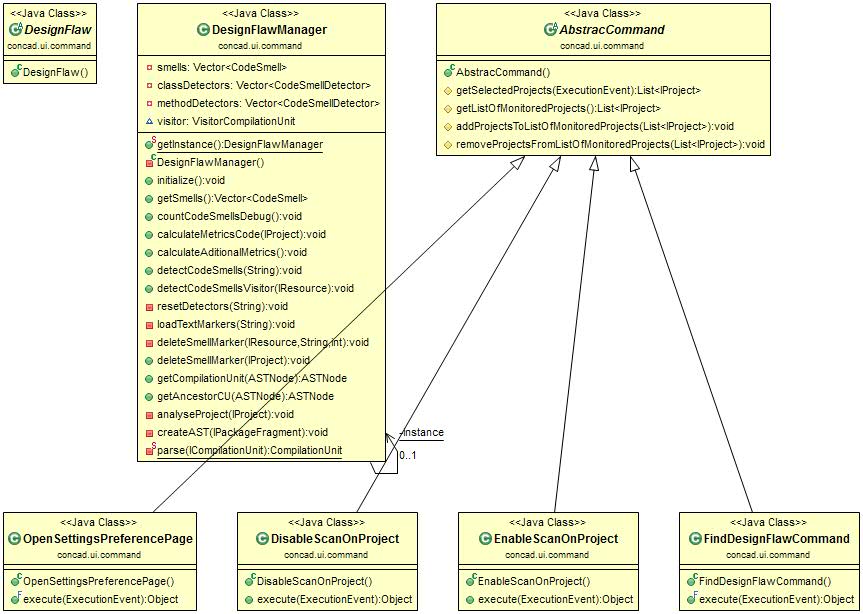 <<Java Class>>
DesignFlaw
concad.ui.command
DesignFlaw()
<<Java Class>>
DesignFlawManager
concad.ui.command
smells: Vector<CodeSmell>
classDetectors: Vector<CodeSmellDetector>
methodDetectors: Vector<CodeSmellDetector>
visitor: VisitorCompilationUnit
getInstance():DesignFlawManager
DesignFlawManager()
initialize():void
getSmells():Vector<CodeSmell>
countCodeSmellsDebug():void
calculateMetricsCode(IProject):void
calculateAditionalMetrics():void
detectCodeSmells(String):void
detectCodeSmellsVisitor(IResource):void
resetDetectors(String):void
loadTextMarkers(String):void
deleteSmellMarker(IResource,String,int):void
deleteSmellMarker(IProject):void
getCompilationUnit(ASTNode):ASTNode
getAncestorCU(ASTNode):ASTNode
analyseProject(IProject):void
createAST(IPackageFragment):void
parse(ICompilationUnit):CompilationUnit
-instance
0..1
<<Java Class>>
AbstracCommand
concad.ui.command
AbstracCommand()
getSelectedProjects(ExecutionEvent):List<IProject>
getListOfMonitoredProjects():List<IProject>
addProjectsToListOfMonitoredProjects(List<IProject>):void
removeProjectsFromListOfMonitoredProjects(List<IProject>):void
<<Java Class>>
OpenSettingsPreferencePage
concad.ui.command
OpenSettingsPreferencePage()
execute(ExecutionEvent):Object
<<Java Class>>
DisableScanOnProject
concad.ui.command
DisableScanOnProject()
execute(ExecutionEvent):Object
<<Java Class>>
EnableScanOnProject
concad.ui.command
EnableScanOnProject()
execute(ExecutionEvent):Object
<<Java Class>>
FindDesignFlawCommand
concad.ui.command
FindDesignFlawCommand()
execute(ExecutionEvent):Object